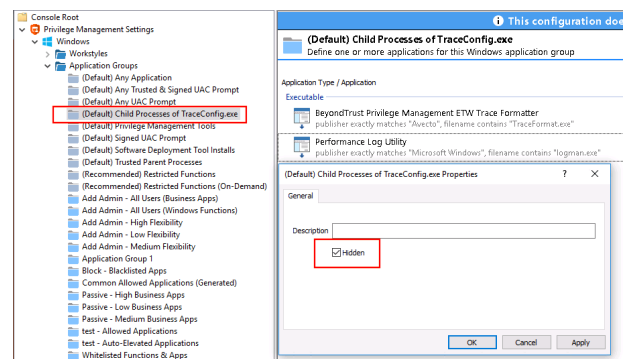 Console Root
Privilege Management Settings
Windows
Workstyles
Application Groups
(Default) Any Application
(Default) Any Trusted & Signed UAC Prompt
(Default) Any UAC Prompt
(Default) Child Processes of TraceConfig.exe
(Default) Privilege Management Tools
(Default) Signed UAC Prompt
(Default) Software Deployment Tool Installs
(Default) Trusted Parent Processes
(Recommended) Restricted Functions
(Recommended) Restricted Functions (On-Demand)
Add Admin - All Users (Business Apps)
Add Admin - All Users (Windows Functions)
Add Admin - High Flexibility
Add Admin - Low Flexibility
Add Admin - Medium Flexibility
Application Group 1
Block - Blacklisted Apps
Common Allowed Applications (Generated)
Passive - High Business Apps
Passive - Low Business Apps
Passive - Medium Business Apps
test - Allowed Applications
test - Auto-Elevated Applications
Whitelisted Functions & Apps
This configuration doe
(Default) Child Processes of TraceConfig.exe
Define one or more applications for this Windows application group
Application Type / Application
Executable
BeyondTrust Privilege Management ETW Trace Formatter
publisher exactly matches "Avecto", filename contains "TraceFormat.exe"
Performance Log Utility
publisher exactly matches "Microsoft Windows", filename contains "logman.exe"
(Default) Child Processes of TraceConfig.exe Properties ? X
General
Description
Hidden
OK Cancel Apply